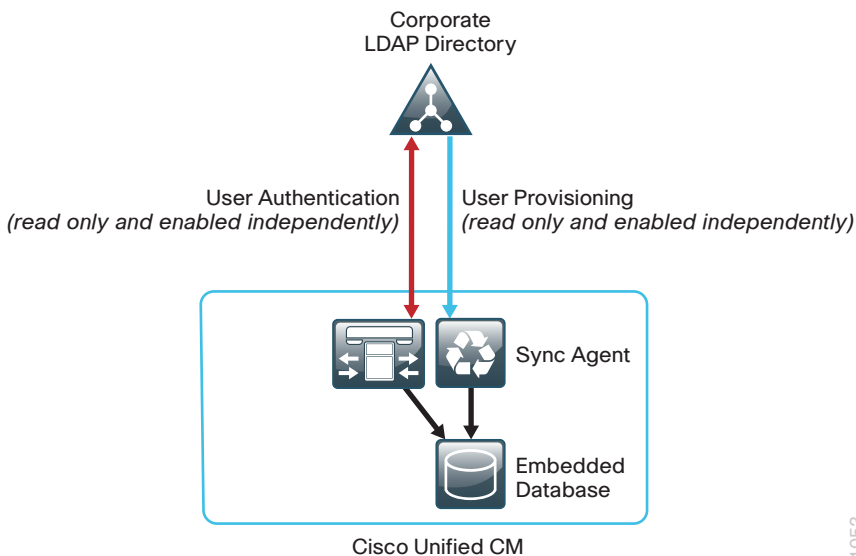 Corporate
LDAP Directory
User Authentication
(read only and enabled independently)
User Provisioning
(read only and enabled independently)
Sync Agent
Embedded
Database
Cisco Unified CM